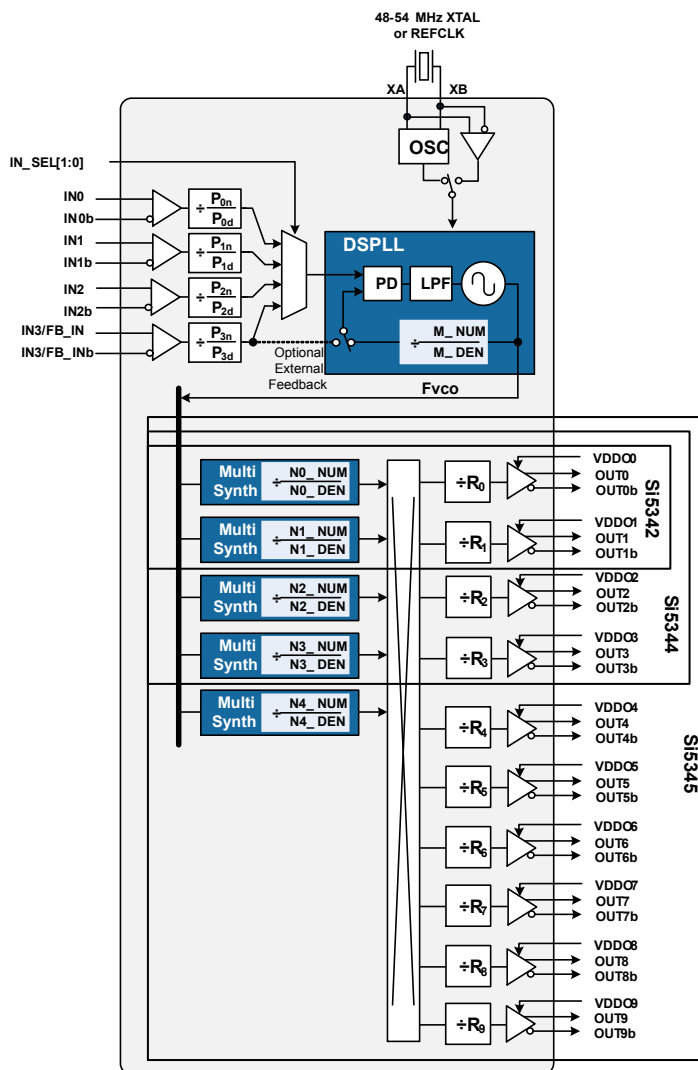 48-54 MHz XTAL
or REFCLK
XA
XB
OSC
IN_SEL[1:0]
IN0
IN0b
÷ P0n
P0d
IN1
IN1b
÷ P1n
P1d
IN2
IN2b
÷ P2n
P2d
IN3/FB_IN
IN3/FB_INb
÷ P3n
P3d
DSPLL
PD
LPF
÷ M_NUM
M_DEN
Optional
External
Feedback
Fvco
Multi
Synth
÷ N0_NUM
N0_DEN
Multi
Synth
÷ N1_NUM
N1_DEN
Multi
Synth
÷ N2_NUM
N2_DEN
Multi
Synth
÷ N3_NUM
N3_DEN
Multi
Synth
÷ N4_NUM
N4_DEN
÷R0
VDDO0
OUT0
OUT0b
÷R1
VDDO1
OUT1
OUT1b
Si5342
÷R2
VDDO2
OUT2
OUT2b
÷R3
VDDO3
OUT3
OUT3b
Si5344
÷R4
VDDO4
OUT4
OUT4b
÷R5
VDDO5
OUT5
OUT5b
Si5345
÷R6
VDDO6
OUT6
OUT6b
÷R7
VDDO7
OUT7
OUT7b
÷R8
VDDO8
OUT8
OUT8b
÷R9
VDDO9
OUT9
OUT9b